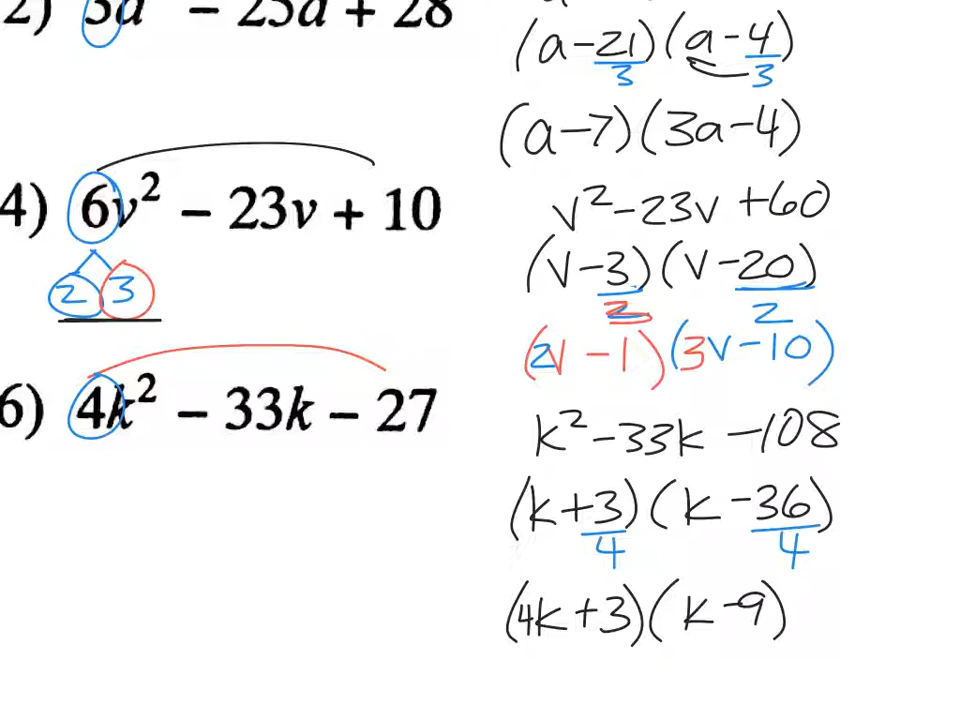 2) 3a² - 25a + 28
(a-21/3)(a-4/3)
(a-7)(3a-4)
4) 6v² - 23v + 10
2 3
v²-23v+60
(v-3/3)(v-20/2)
(2v-1)(3v-10)
6) 4k² - 33k - 27
k²-33k-108
(k+3/4)(k-36/4)
(4k+3)(k-9)